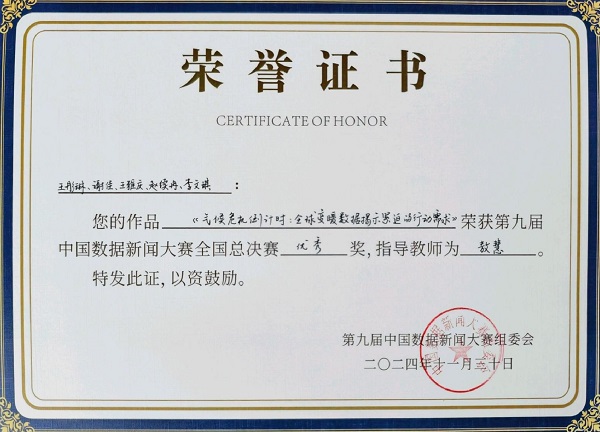 荣誉证书
CERTIFICATE OF HONOR
王彤琳、谢佳、王雅文、赵俊冉、李文琪：
您的作品《气候危机倒计时：全球变暖数据揭示紧迫的行动需求》荣获第九届
中国数据新闻大赛全国总决赛优秀奖，指导教师为敖慧。
特发此证，以资鼓励。
第九届中国数据新闻大赛组委会
二〇二四年十一月三十日